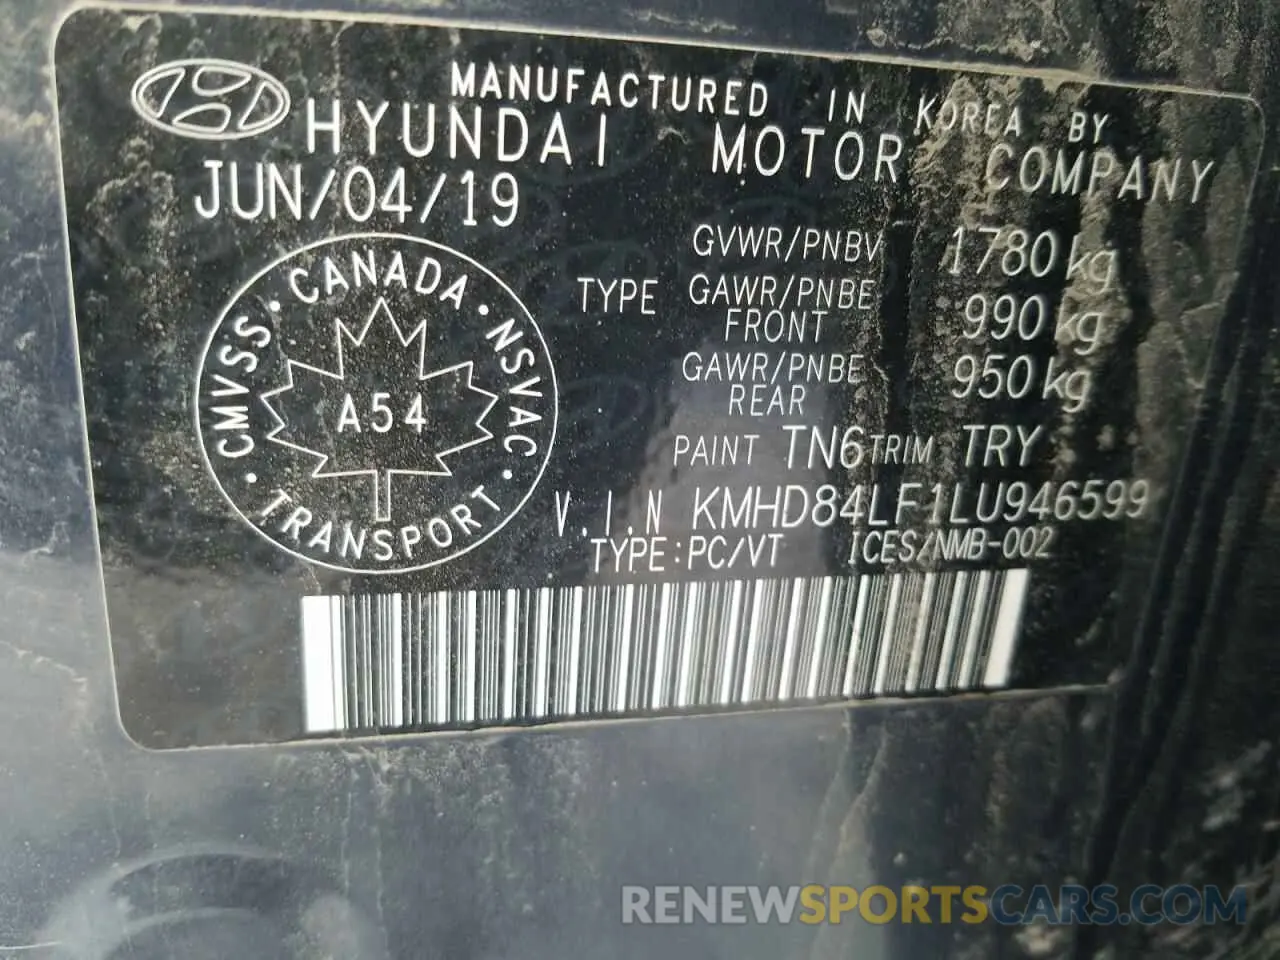 MANUFACTURED IN KOREA BY
HYUNDAI MOTOR COMPANY
JUN/04/19
GVWR/PNBV 1780 kg
TYPE GAWR/PNBE FRONT 990 kg
GAWR/PNBE REAR 950 kg
PAINT TN6 TRIM TRY
V.I.N KMHD84LF1LU946599
TYPE:PC/VT ICES/NMB-002
CANADA · NSVAC · TRANSPORT · CMVSS ·
A54
RENEWSPORTSCARS.COM